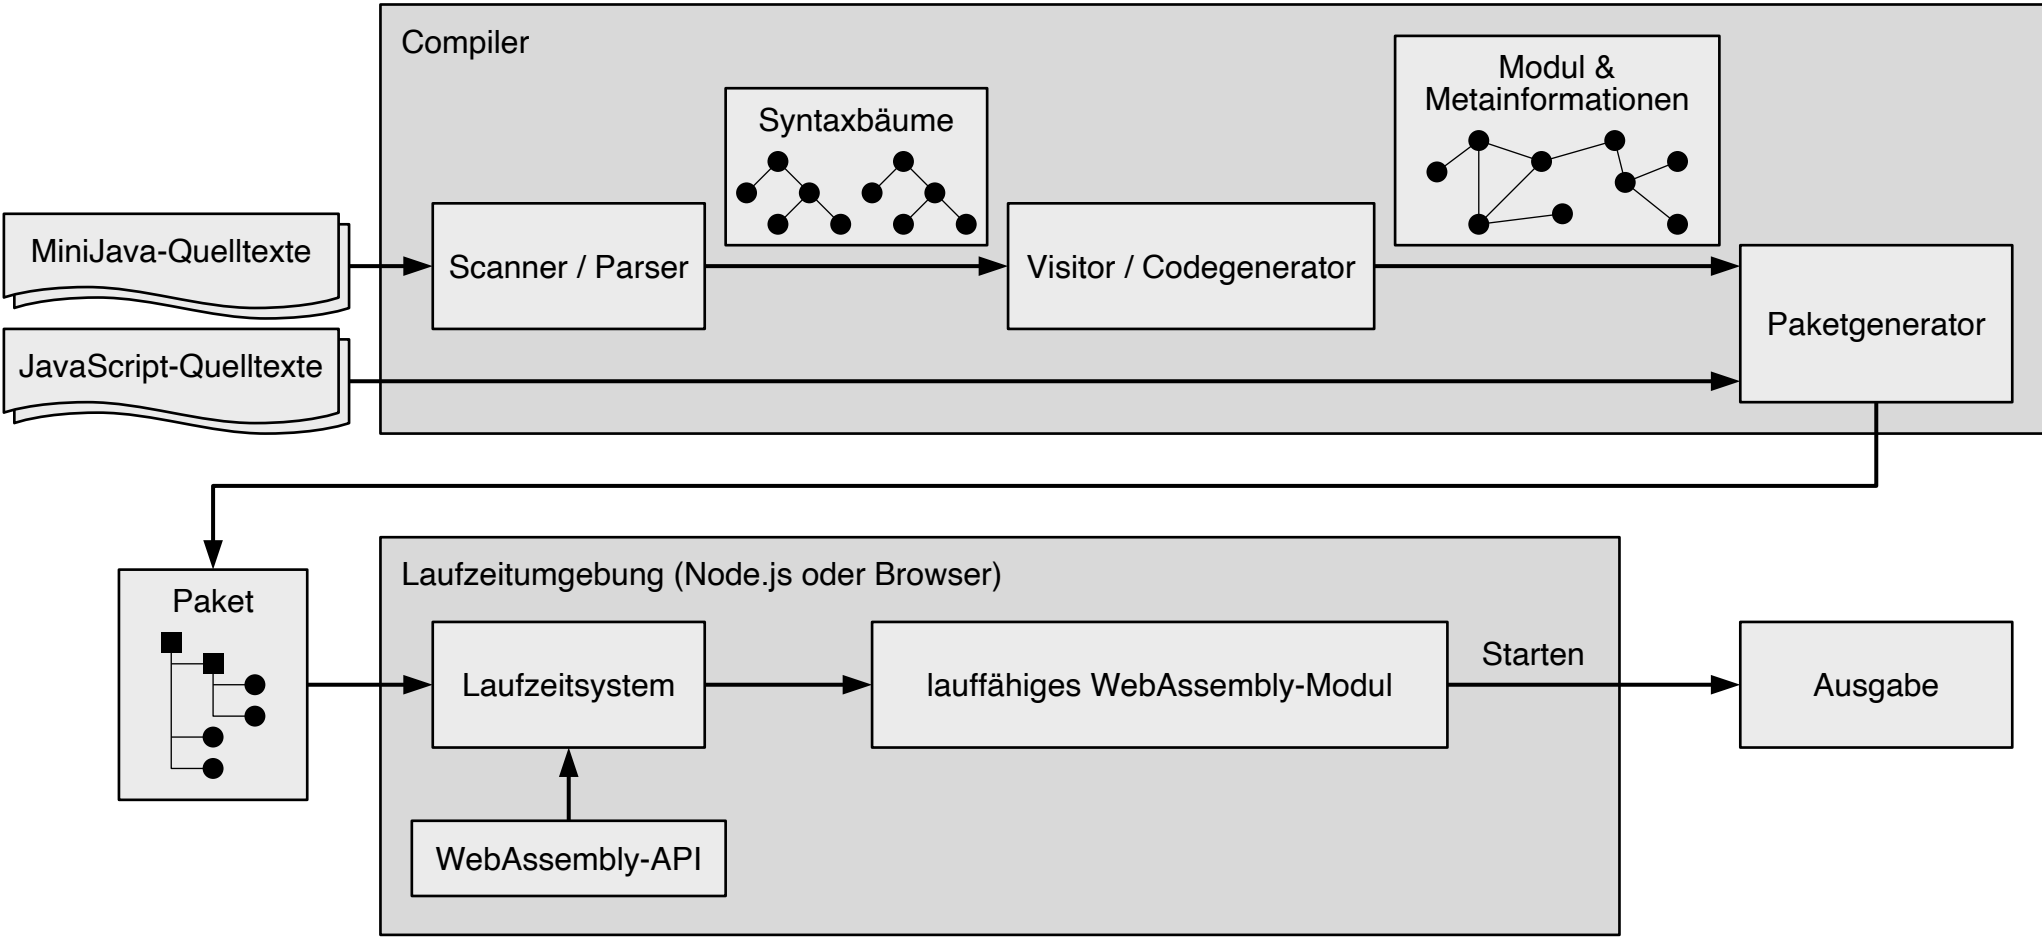 Compiler
Modul &
Metainformationen
Syntaxbäume
MiniJava-Quelltexte
Scanner / Parser
Visitor / Codegenerator
Paketgenerator
JavaScript-Quelltexte
Laufzeitumgebung (Node.js oder Browser)
Paket
Laufzeitsystem
lauffähiges WebAssembly-Modul
Starten
Ausgabe
WebAssembly-API